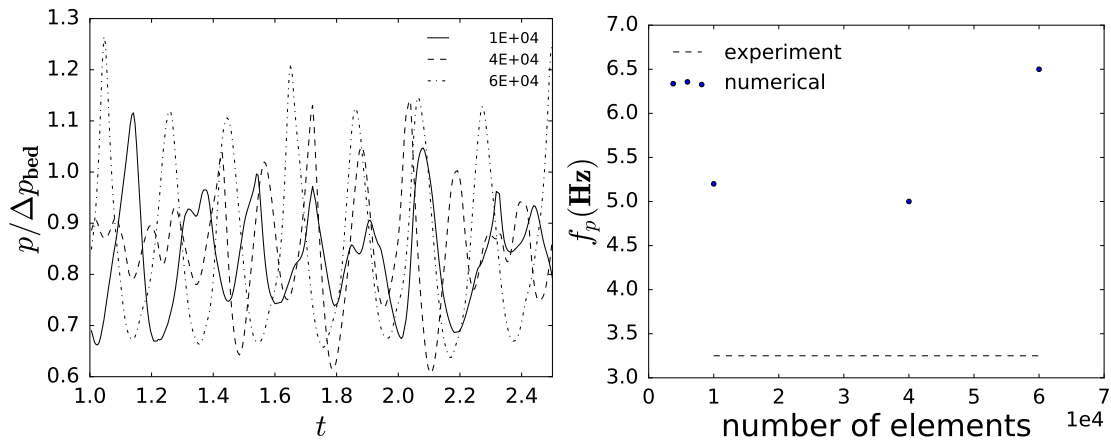 1.3
1.2
1.1
1.0
0.9
0.8
0.7
0.6
p/Δp_bed
1.0 1.2 1.4 1.6 1.8 2.0 2.2 2.4
t
1E+04
4E+04
6E+04
7.0
6.5
6.0
5.5
5.0
4.5
4.0
3.5
3.0
f_p(Hz)
experiment
numerical
0 1 2 3 4 5 6 7
1e4
number of elements